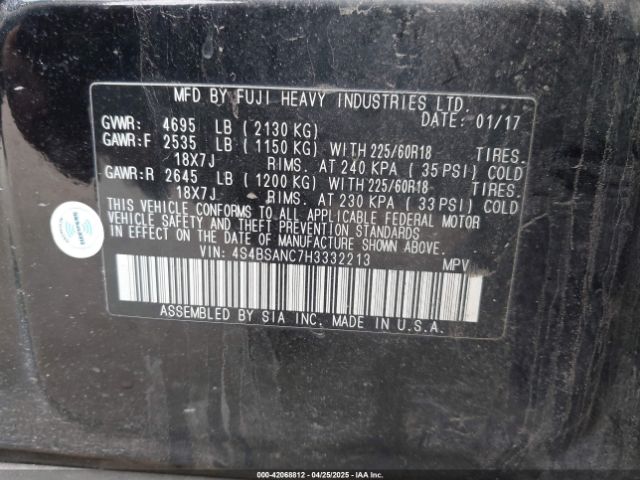 MFD BY FUJI HEAVY INDUSTRIES LTD.
DATE: 01/17
GVWR: 4695 LB (2130 KG)
GAWR:F 2535 LB (1150 KG) WITH 225/60R18 TIRES.
18X7J RIMS. AT 240 KPA (35 PSI) COLD
GAWR:R 2645 LB (1200 KG) WITH 225/60R18 TIRES.
18X7J RIMS. AT 230 KPA (33 PSI) COLD
THIS VEHICLE CONFORMS TO ALL APPLICABLE FEDERAL MOTOR
VEHICLE SAFETY AND THEFT PREVENTION STANDARDS
IN EFFECT ON THE DATE OF MANUFACTURE SHOWN ABOVE.
VIN: 4S4BSANC7H3332213 MPV
ASSEMBLED BY SIA INC. MADE IN U.S.A.
000-42068812 04/25/2025 IAA Inc.